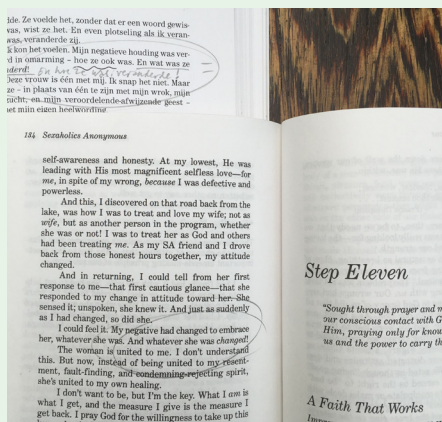 ide. Ze voelde het, zonder dat er een woord gewis-
was, wist ze het. En even plotseling als ik veran-
was, veranderde zij.
k kon het voelen. Mijn negatieve houding was ver-
d in omarming – hoe ze ook was. En wat ze
Deze vrouw is één met mij. Ik snap het niet. Maar
ze – in plaats van één te zijn met mijn wrok, mijn
zucht, en mijn veroordelende-afwijzende geest –
met mijn eigen heelwording.
184 Sexaholics Anonymous
self-awareness and honesty. At my lowest, He was
leading with His most magnificent selfless love—for
me, in spite of my wrong, because I was defective and
powerless.
And this, I discovered on that road back from the
lake, was how I was to treat and love my wife; not as
wife, but as another person in the program, whether
she was or not! I was to treat her as God and others
had been treating me. As my SA friend and I drove
back from those honest hours together, my attitude
changed.
And in returning, I could tell from her first
response to me—that first cautious glance—that she
responded to my change in attitude toward her. She
sensed it; unspoken, she knew it. And just as suddenly
as I had changed, so did she.
I could feel it. My negative had changed to embrace
her, whatever she was. And whatever she was changed!
The woman is united to me. I don't understand
this. But now, instead of being united to my resent-
ment, fault-finding, and condemning-rejecting spirit,
she's united to my own healing.
I don't want to be, but I'm the key. What I am is
what I get, and the measure I give is the measure I
get back. I pray God for the willingness to take up this
Step Eleven
"Sought through prayer and m
our conscious contact with G
Him, praying only for know
us and the power to carry th
A Faith That Works